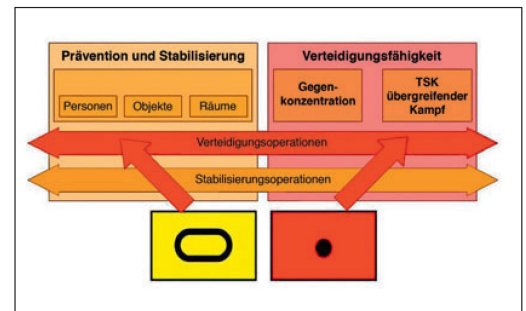 Prävention und Stabilisierung
Personen
Objekte
Räume
Verteidigungsfähigkeit
Gegen-
konzentration
TSK
übergreifender
Kampf
Verteidigungsoperationen
Stabilisierungsoperationen